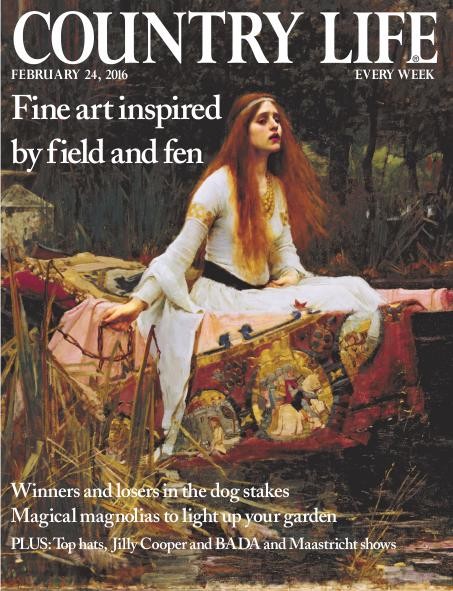 COUNTRY LIFE®
FEBRUARY 24, 2016 EVERY WEEK
Fine art inspired
by field and fen
Winners and losers in the dog stakes
Magical magnolias to light up your garden
PLUS: Top hats, Jilly Cooper and BADA and Maastricht shows